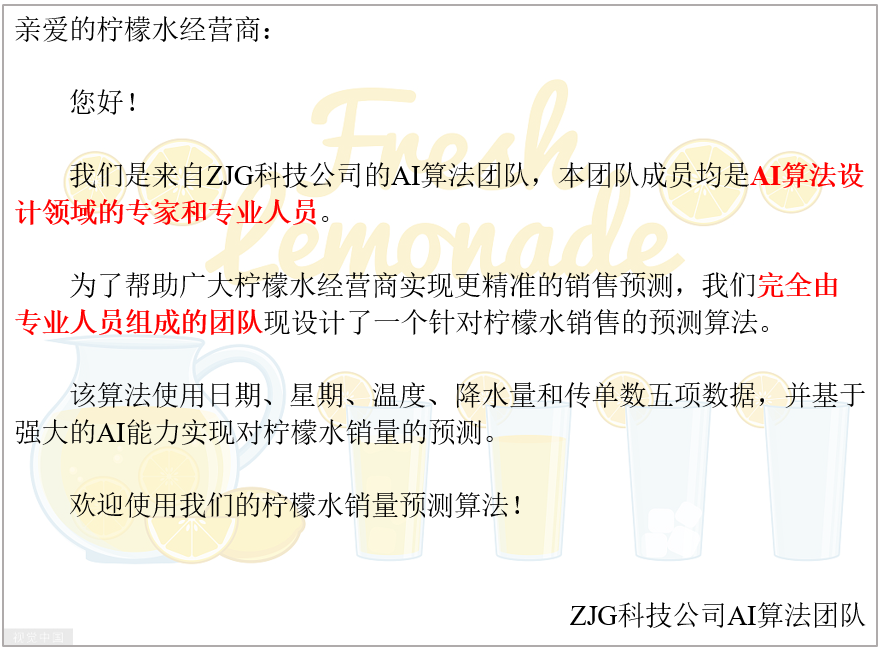 亲爱的柠檬水经营商：
您好！
Fresh
Lemonade
我们是来自ZJG科技公司的AI算法团队，本团队成员均是AI算法设
计领域的专家和专业人员。
为了帮助广大柠檬水经营商实现更精准的销售预测，我们完全由
专业人员组成的团队现设计了一个针对柠檬水销售的预测算法。
该算法使用日期、星期、温度、降水量和传单数五项数据，并基于
强大的AI能力实现对柠檬水销量的预测。
欢迎使用我们的柠檬水销量预测算法！
ZJG科技公司AI算法团队
视觉中国